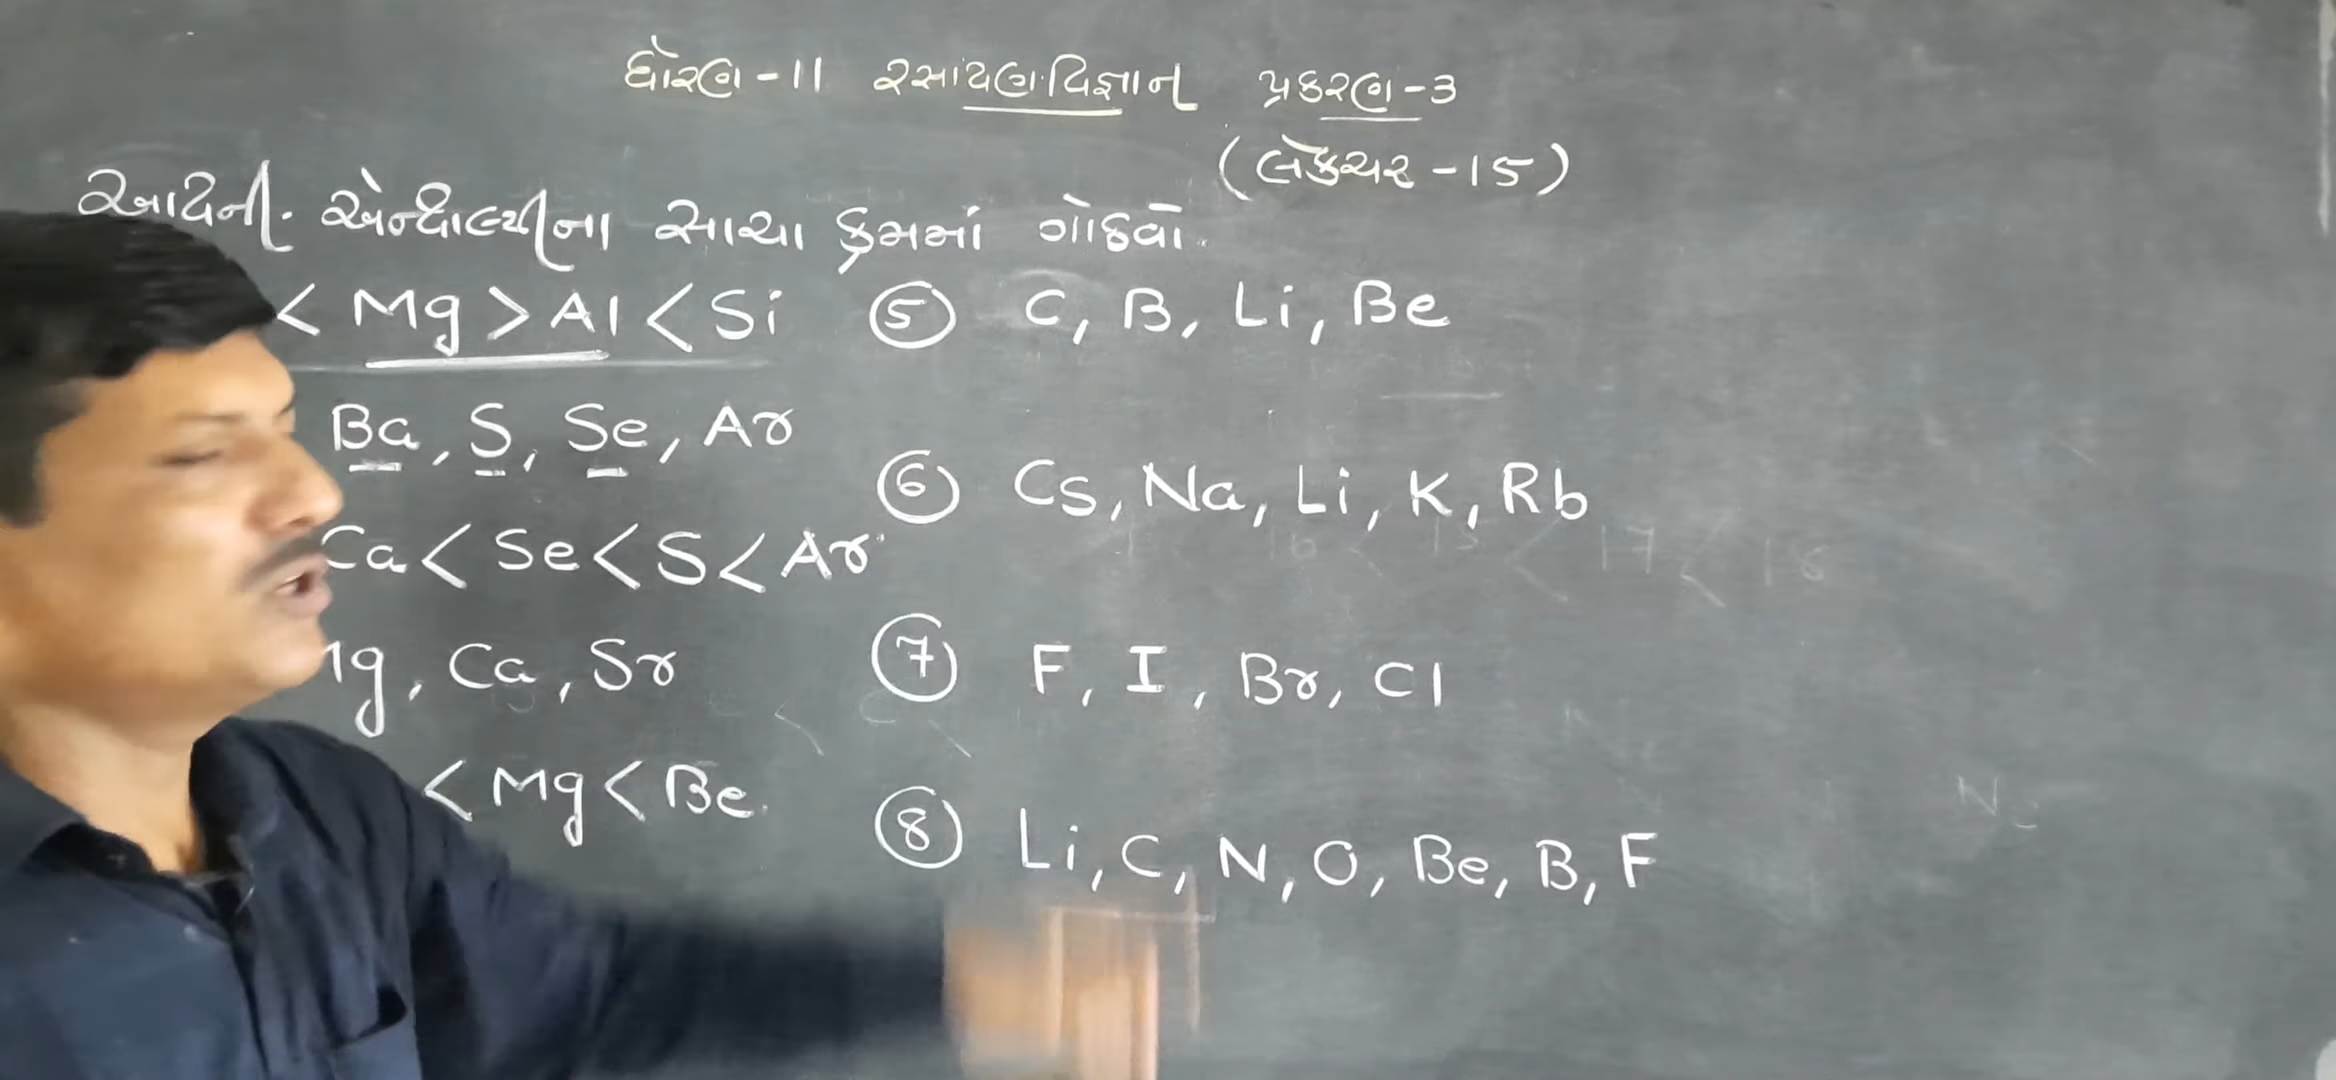 ધોરણ-11 રસાયણવિજ્ઞાન પ્રકરણ-3
(લેક્ચર-15)
આયની. એન્થાલ્પીના સાચા ક્રમમાં ગોઠવો.
< Mg > Al < Si
Ba, S, Se, Ar
Ca < Se < S < Ar
Ca, Sr
< Mg < Be.
⑤ C, B, Li, Be
⑥ Cs, Na, Li, K, Rb
⑦ F, I, Br, Cl
⑧ Li, C, N, O, Be, B, F